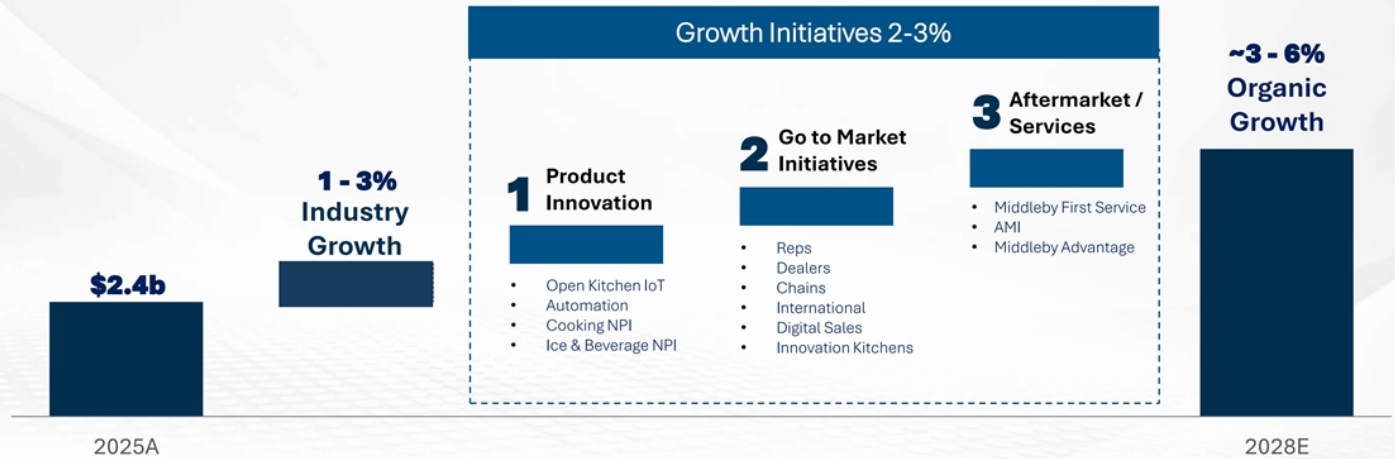 Growth Initiatives 2-3%
~3 - 6%
Organic
Growth
$2.4b
1 - 3%
Industry
Growth
1
Product
Innovation
• Open Kitchen IoT
• Automation
• Cooking NPI
• Ice & Beverage NPI
2
Go to Market
Initiatives
• Reps
• Dealers
• Chains
• International
• Digital Sales
• Innovation Kitchens
3
Aftermarket /
Services
• Middleby First Service
• AMI
• Middleby Advantage
2025A
2028E